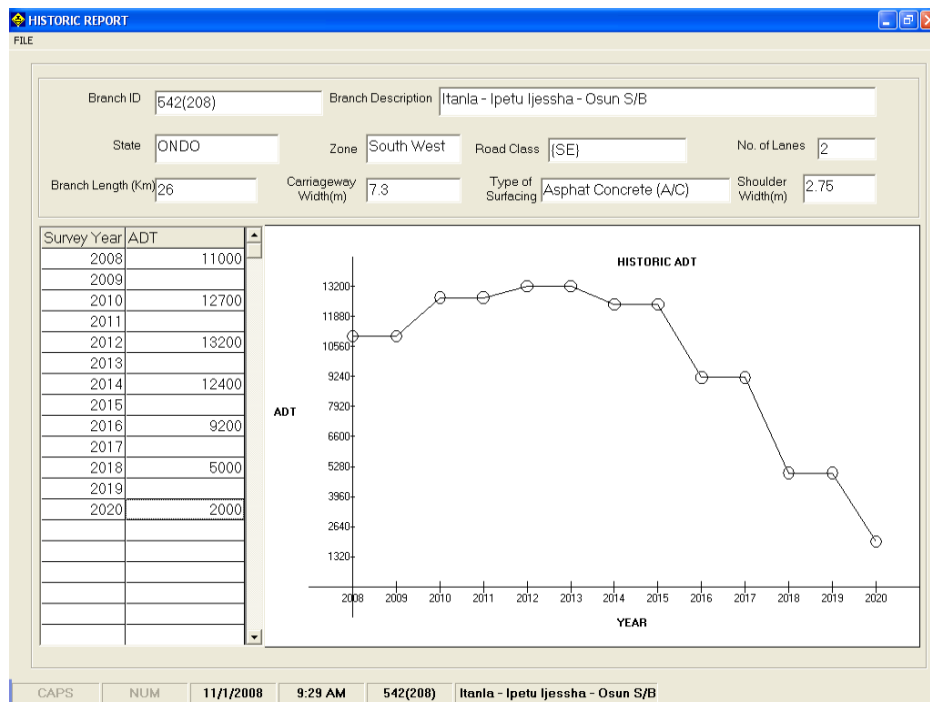 HISTORIC REPORT
FILE
Branch ID 542(208) Branch Description Itanla - Ipetu Ijessha - Osun S/B
State ONDO Zone South West Road Class {SE} No. of Lanes 2
Branch Length (Km) 26 Carriageway Width(m) 7.3 Type of Surfacing Asphat Concrete (A/C) Shoulder Width(m) 2.75
Survey Year ADT
2008 11000
2009
2010 12700
2011
2012 13200
2013
2014 12400
2015
2016 9200
2017
2018 5000
2019
2020 2000
HISTORIC ADT
13200
11880
10560
9240
7920
ADT
6600
5280
3960
2640
1320
2008 2009 2010 2011 2012 2013 2014 2015 2016 2017 2018 2019 2020
YEAR
CAPS NUM 11/1/2008 9:29 AM 542(208) Itanla - Ipetu Ijessha - Osun S/B